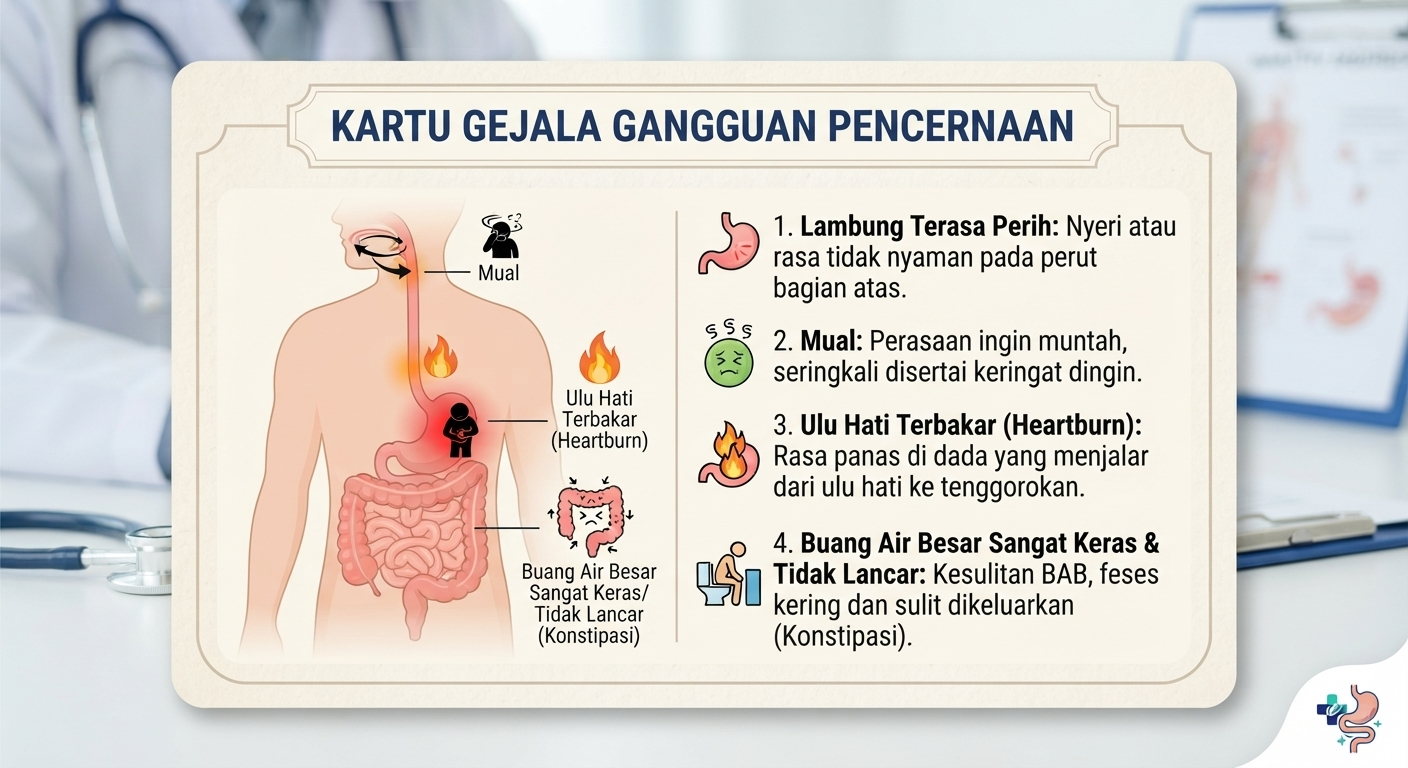 KARTU GEJALA GANGGUAN PENCERNAAN
Mual
Ulu Hati
Terbakar
(Heartburn)
Buang Air Besar
Sangat Keras/
Tidak Lancar
(Konstipasi)
1. Lambung Terasa Perih: Nyeri atau
rasa tidak nyaman pada perut
bagian atas.
2. Mual: Perasaan ingin muntah,
seringkali disertai keringat dingin.
3. Ulu Hati Terbakar (Heartburn):
Rasa panas di dada yang menjalar
dari ulu hati ke tenggorokan.
4. Buang Air Besar Sangat Keras &
Tidak Lancar: Kesulitan BAB, feses
kering dan sulit dikeluarkan
(Konstipasi).